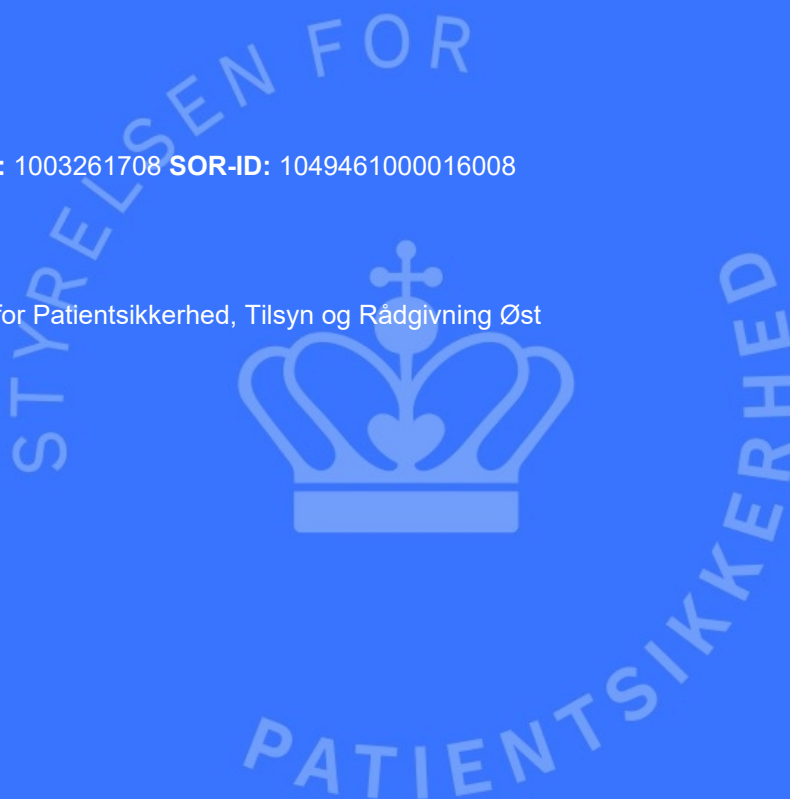 STYRELSEN FOR
: 1003261708 SOR-ID: 1049461000016008
for Patientsikkerhed, Tilsyn og Rådgivning Øst
PATIENTSIKKERHED